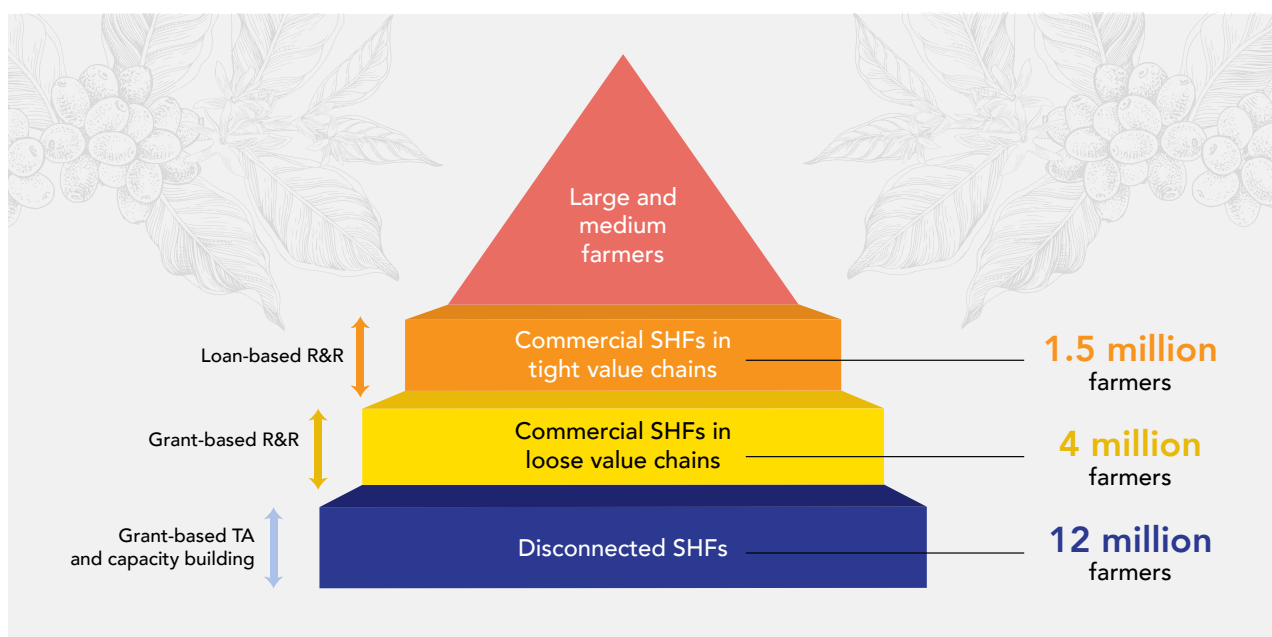 Large and
medium
farmers
Loan-based R&R
Commercial SHFs in
tight value chains
1.5 million
farmers
Grant-based R&R
Commercial SHFs in
loose value chains
4 million
farmers
Grant-based TA
and capacity building
Disconnected SHFs
12 million
farmers